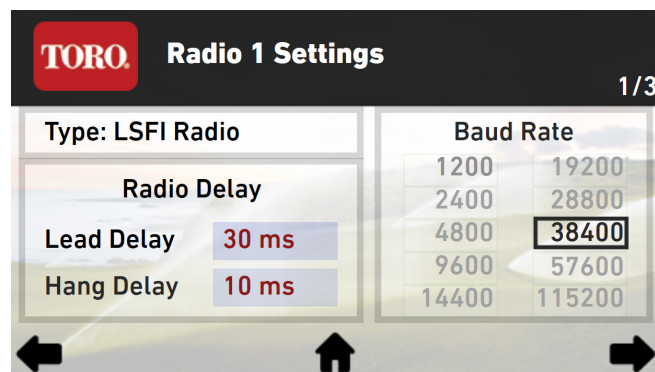 TORO. Radio 1 Settings
1/3
Type: LSFI Radio
Radio Delay
Lead Delay 30 ms
Hang Delay 10 ms
Baud Rate
1200 19200
2400 28800
4800 38400
9600 57600
14400 115200